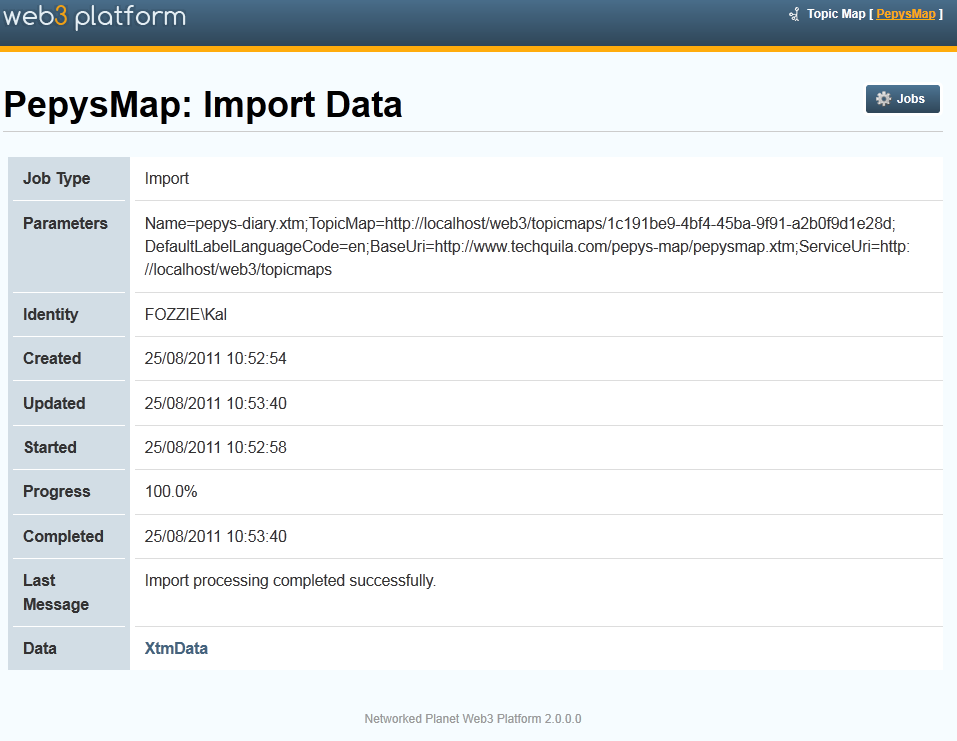 web3 platform
Topic Map [ PepysMap ]
PepysMap: Import Data
Jobs
Job Type Import
Parameters Name=pepys-diary.xtm;TopicMap=http://localhost/web3/topicmaps/1c191be9-4bf4-45ba-9f91-a2b0f9d1e28d;
DefaultLabelLanguageCode=en;BaseUri=http://www.techquila.com/pepys-map/pepysmap.xtm;ServiceUri=http:
//localhost/web3/topicmaps
Identity FOZZIE\Kal
Created 25/08/2011 10:52:54
Updated 25/08/2011 10:53:40
Started 25/08/2011 10:52:58
Progress 100.0%
Completed 25/08/2011 10:53:40
Last Import processing completed successfully.
Message
Data XtmData
Networked Planet Web3 Platform 2.0.0.0